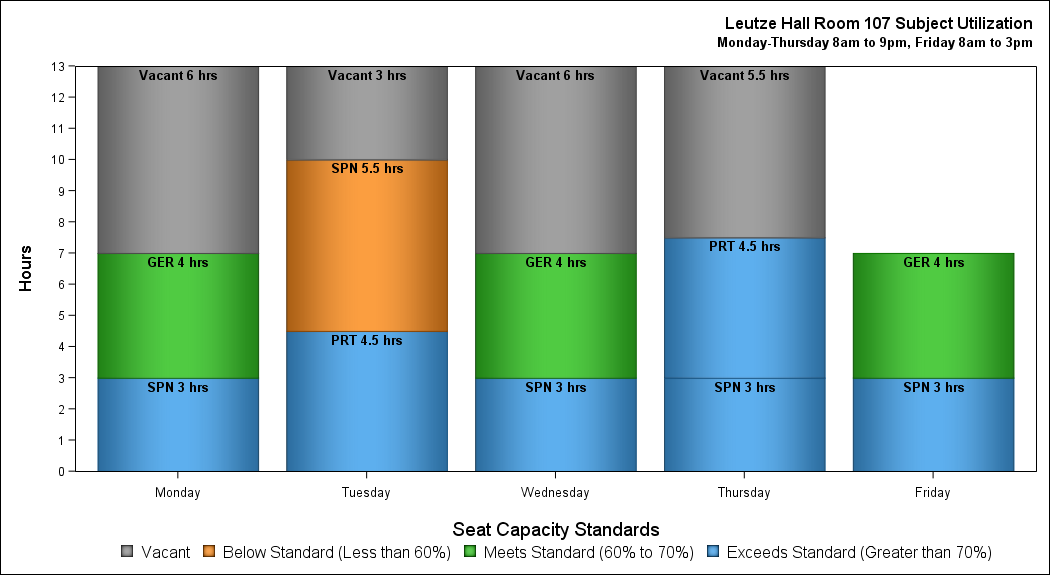 Leutze Hall Room 107 Subject Utilization
Monday-Thursday 8am to 9pm, Friday 8am to 3pm
Hours
13
12
11
10
9
8
7
6
5
4
3
2
1
0
Vacant 6 hrs
GER 4 hrs
SPN 3 hrs
Vacant 3 hrs
SPN 5.5 hrs
PRT 4.5 hrs
Vacant 6 hrs
GER 4 hrs
SPN 3 hrs
Vacant 5.5 hrs
PRT 4.5 hrs
SPN 3 hrs
GER 4 hrs
SPN 3 hrs
Monday Tuesday Wednesday Thursday Friday
Seat Capacity Standards
Vacant Below Standard (Less than 60%) Meets Standard (60% to 70%) Exceeds Standard (Greater than 70%)